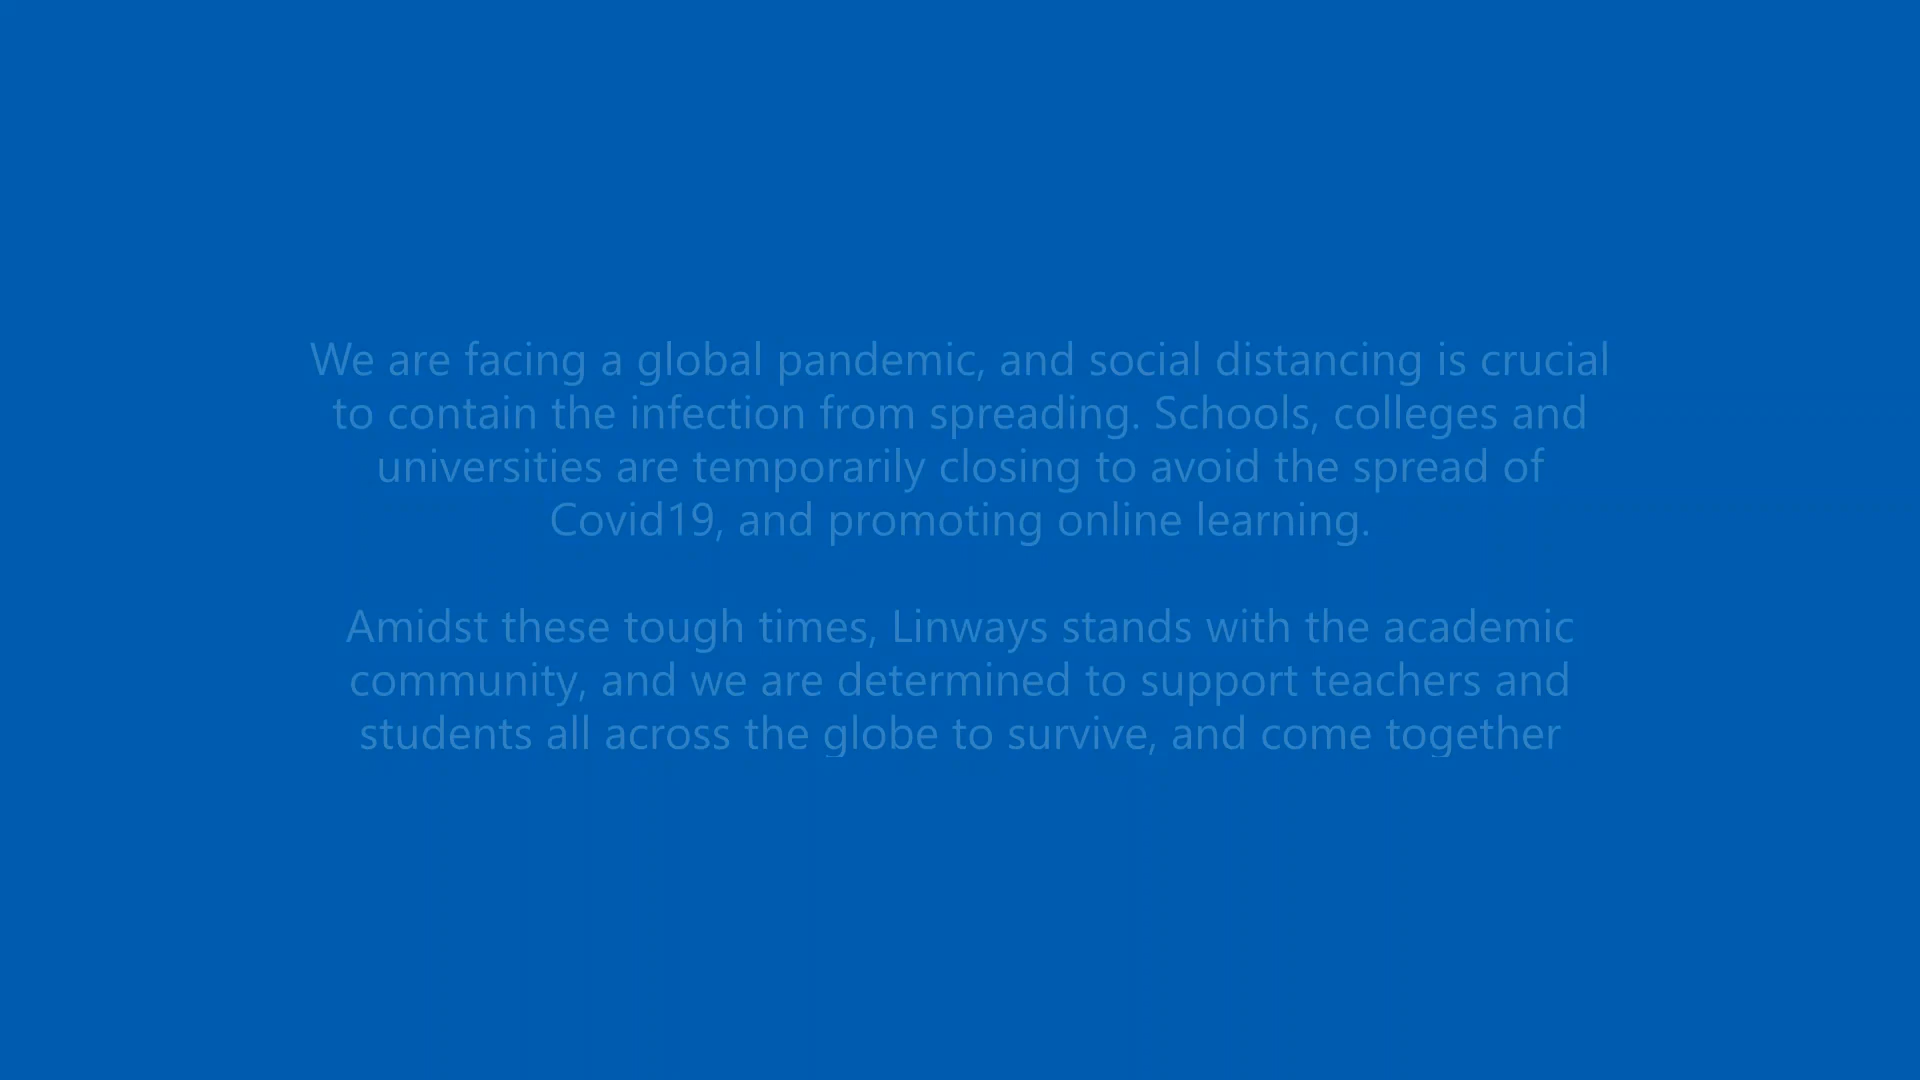 We are facing a global pandemic, and social distancing is crucial
to contain the infection from spreading. Schools, colleges and
universities are temporarily closing to avoid the spread of
Covid19, and promoting online learning.
Amidst these tough times, Linways stands with the academic
community, and we are determined to support teachers and
students all across the globe to survive, and come together